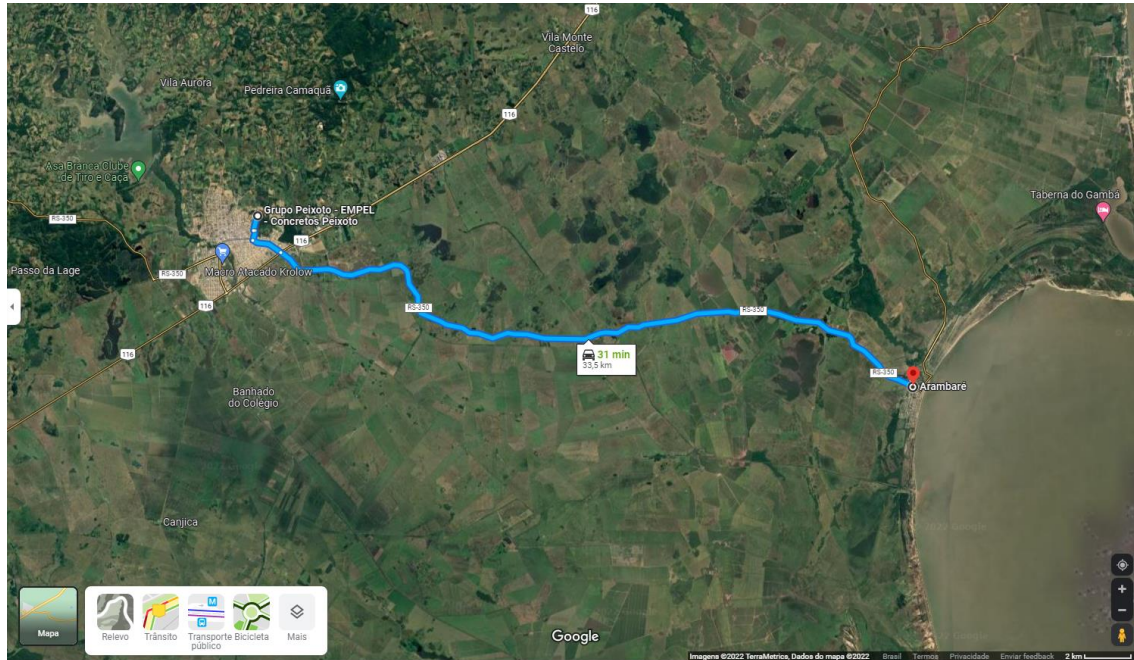 116
Vila Monte
Castelo
Vila Aurora
Pedreira Camaquã
116
116
Asa Branca Clube
de Tiro e Caça
Taberna do Gambá
RS-350
Grupo Peixoto - EMPEL
- Concretos Peixoto
116
Passo da Lage
RS-350
Macro Atacado Krolow
116
RS-350
RS-350
116
31 min
33,5 km
RS-350
Arambaré
Banhado
do Colégio
Canjica
Mapa
Relevo
Trânsito
M
Transporte
público
Bicicleta
Mais
Google
Imagens ©2022 TerraMetrics, Dados do mapa ©2022 Brasil Termos Privacidade Enviar feedback 2 km